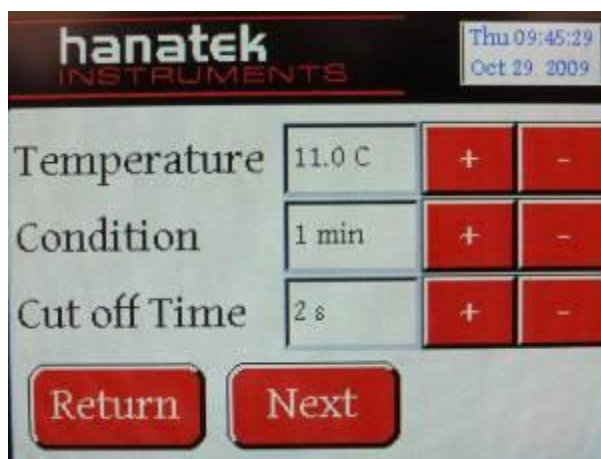 hanatek
INSTRUMENTS
Thu 09:45:29
Oct 29 2009
Temperature 11.0 C + -
Condition 1 min + -
Cut off Time 2 s + -
Return Next